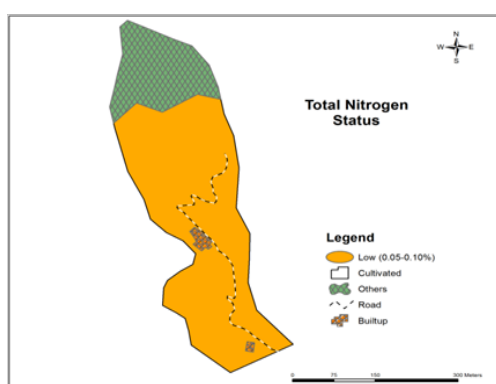 N
W E
S
Total Nitrogen
Status
Legend
Low (0.05-0.10%)
Cultivated
Others
Road
Builtup
0 75 150 300 Meters